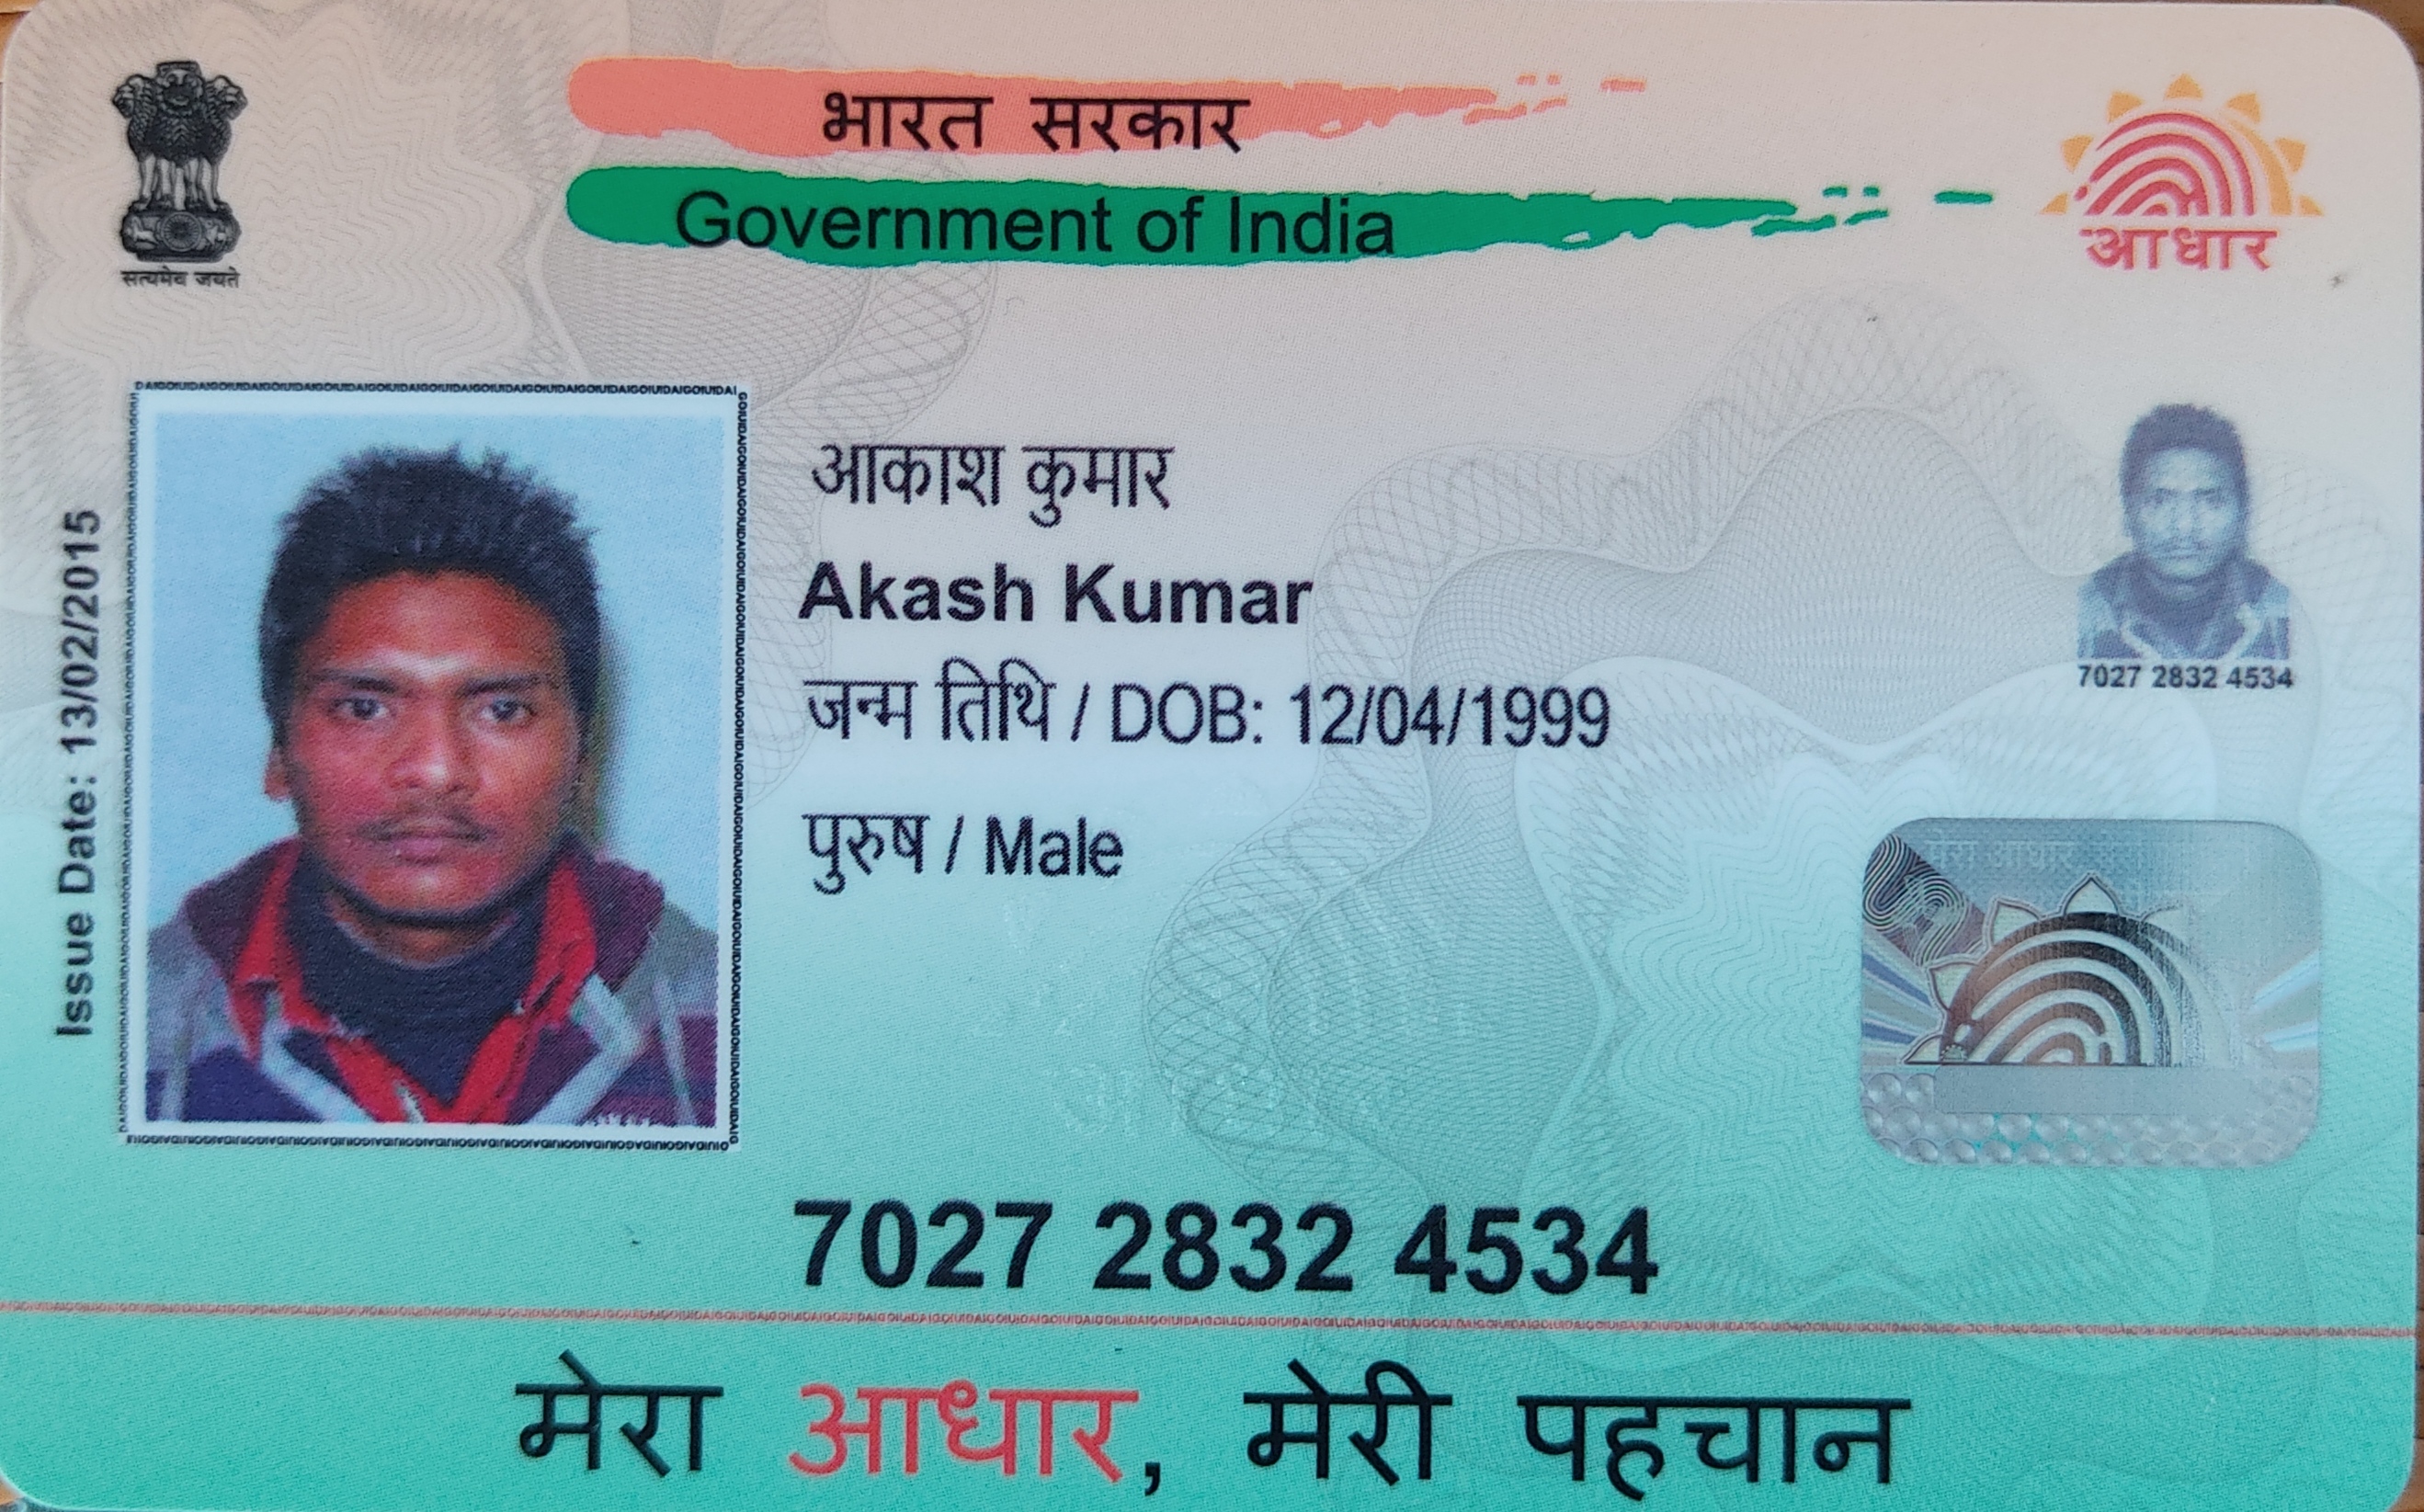 भारत सरकार
Government of India
सत्यमेव जयते
आधार
Issue Date: 13/02/2015
आकाश कुमार
Akash Kumar
जन्म तिथि / DOB: 12/04/1999
पुरुष / Male
7027 2832 4534
7027 2832 4534
मेरा आधार, मेरी पहचान